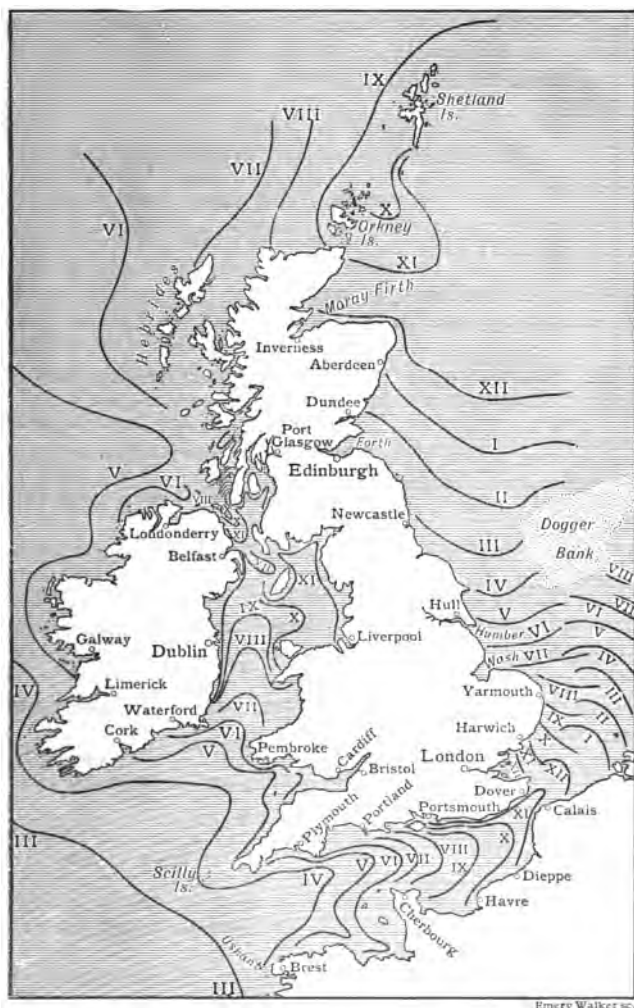 IX
Shetland
Is.
VIII
VII
VI
X
Orkney
Is.
XI
Hebrides
Moray Firth
Inverness
Aberdeen
XII
Dundee
I
Port
Glasgow
Forth
Edinburgh
II
V
VI
VIII
Newcastle
Dogger
Bank
III
Londonderry
XI
Belfast
IV
VIII
XI
Hull
V
VI
VII
IX
X
Humber
VI
V
Dublin
VIII
Liverpool
Galway
Wash
VII
IV
IV
Limerick
Yarmouth
VIII
III
II
Waterford
VII
Harwich
IX
I
Cork
VI
X
V
Pembroke
Cardiff
London
XI
XII
Bristol
Dover
III
Plymouth
Portland
Portsmouth
XI
Calais
Scilly
Is.
IV
V
VI
VII
VIII
IX
X
Dieppe
Havre
Cherbourg
Ushant
Brest
III
Emery Walker sc.